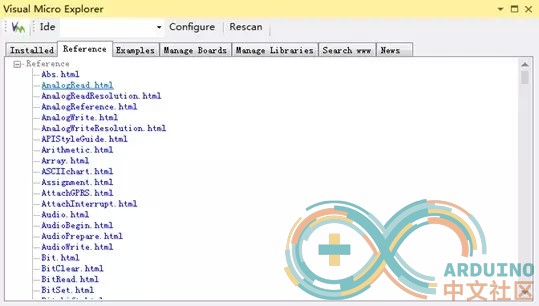 Visual Micro Explorer
Ide Configure Rescan
Installed Reference Examples Manage Boards Manage Libraries Search www News
Reference
Abs.html
AnalogRead.html
AnalogReadResolution.html
AnalogReference.html
AnalogWrite.html
AnalogWriteResolution.html
APIStyleGuide.html
Arithmetic.html
Array.html
ASCIIchart.html
Assignment.html
AttachGPRS.html
AttachInterrupt.html
Audio.html
AudioBegin.html
AudioPrepare.html
AudioWrite.html
Bit.html
BitClear.html
BitRead.html
BitSet.html
ARDUINO
中文社区